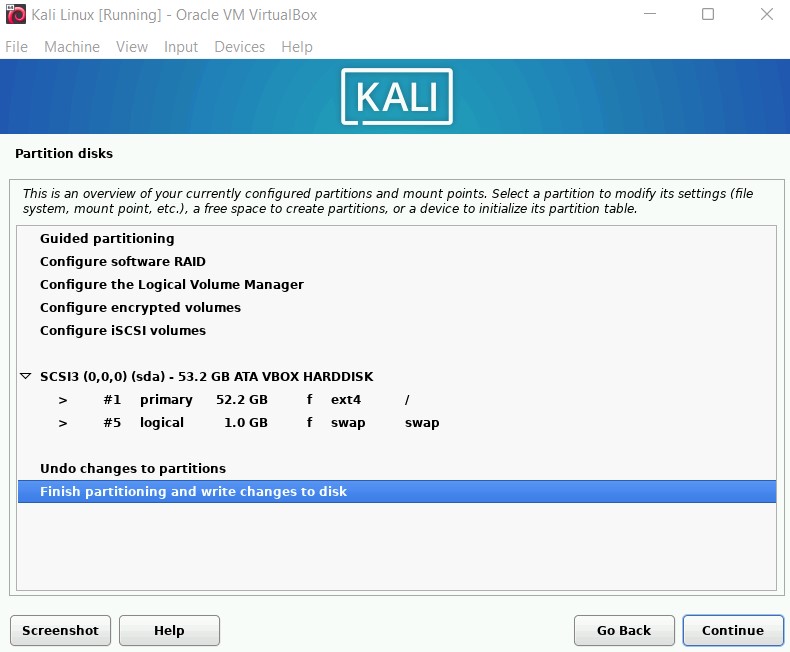 Kali Linux [Running] - Oracle VM VirtualBox
File Machine View Input Devices Help
KALI
Partition disks
This is an overview of your currently configured partitions and mount points. Select a partition to modify its settings (file
system, mount point, etc.), a free space to create partitions, or a device to initialize its partition table.
Guided partitioning
Configure software RAID
Configure the Logical Volume Manager
Configure encrypted volumes
Configure iSCSI volumes
SCSI3 (0,0,0) (sda) - 53.2 GB ATA VBOX HARDDISK
> #1 primary 52.2 GB f ext4 /
> #5 logical 1.0 GB f swap swap
Undo changes to partitions
Finish partitioning and write changes to disk
Screenshot Help Go Back Continue